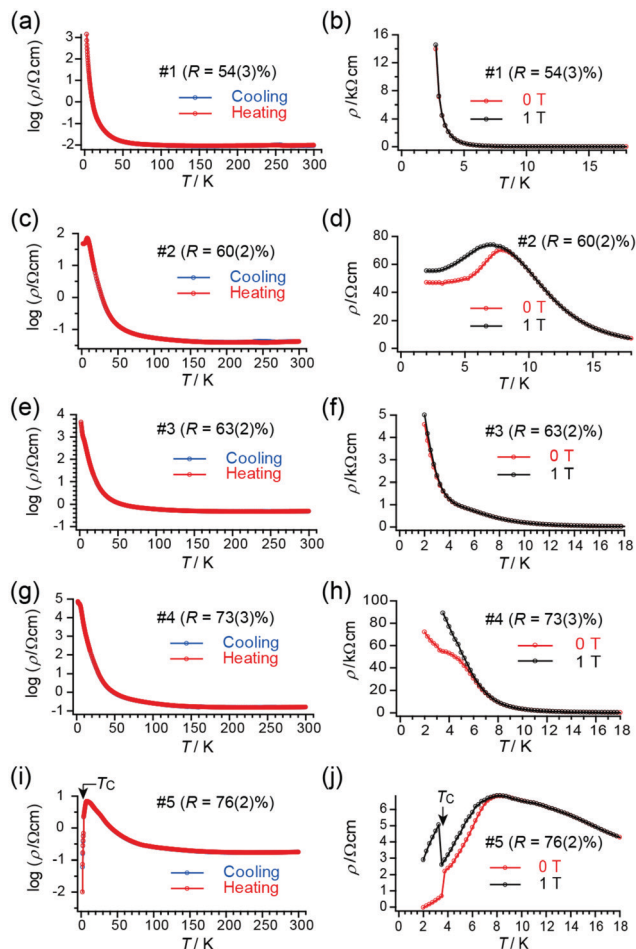 (a)
log (ρ/Ωcm)
3
2
1
0
-1
-2
#1 (R = 54(3)%)
Cooling
Heating
0 50 100 150 200 250 300
T / K
(b)
ρ /kΩcm
16
12
8
4
0
#1 (R = 54(3)%)
0 T
1 T
0 5 10 15
T / K
(c)
log (ρ/Ωcm)
2
1
0
-1
#2 (R = 60(2)%)
Cooling
Heating
0 50 100 150 200 250 300
T / K
(d)
ρ/Ωcm
80
60
40
20
0
#2 (R = 60(2)%)
0 T
1 T
0 5 10 15
T / K
(e)
log (ρ/Ωcm)
4
3
2
1
0
-1
#3 (R = 63(2)%)
Cooling
Heating
0 50 100 150 200 250 300
T / K
(f)
ρ/kΩcm
5
4
3
2
1
0
#3 (R = 63(2)%)
0 T
1 T
0 2 4 6 8 10 12 14 16 18
T / K
(g)
log (ρ/Ωcm)
5
4
3
2
1
0
-1
#4 (R = 73(3)%)
Cooling
Heating
0 50 100 150 200 250 300
T / K
(h)
ρ/kΩcm
100
80
60
40
20
0
#4 (R = 73(3)%)
0 T
1 T
0 2 4 6 8 10 12 14 16 18
T / K
(i)
TC
log (ρ/Ωcm)
1
0
-1
-2
#5 (R = 76(2)%)
Cooling
Heating
0 50 100 150 200 250 300
T / K
(j)
TC
ρ/Ωcm
6
5
4
3
2
1
0
#5 (R = 76(2)%)
0 T
1 T
0 2 4 6 8 10 12 14 16 18
T / K